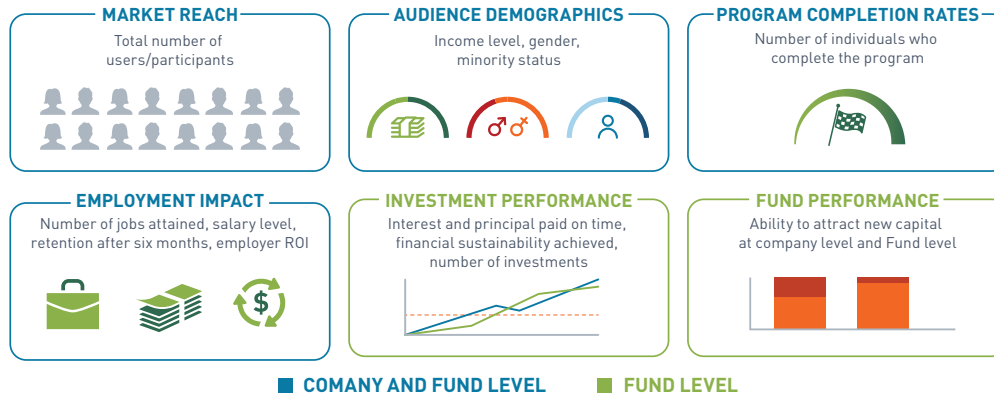 MARKET REACH
Total number of
users/participants
AUDIENCE DEMOGRAPHICS
Income level, gender,
minority status
PROGRAM COMPLETION RATES
Number of individuals who
complete the program
EMPLOYMENT IMPACT
Number of jobs attained, salary level,
retention after six months, employer ROI
$
INVESTMENT PERFORMANCE
Interest and principal paid on time,
financial sustainability achieved,
number of investments
FUND PERFORMANCE
Ability to attract new capital
at company level and Fund level
COMANY AND FUND LEVEL
FUND LEVEL